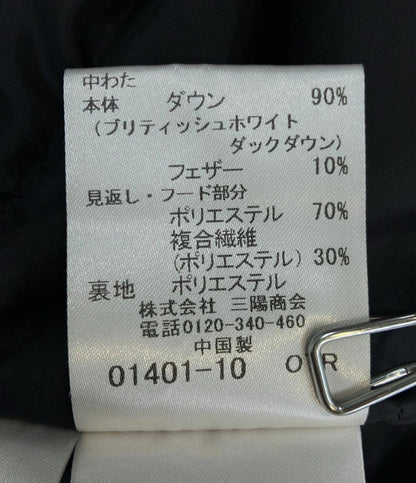 中わた
本体 ダウン 90%
(ブリティッシュホワイト
ダックダウン)
フェザー 10%
見返し・フード部分
ポリエステル 70%
複合繊維
(ポリエステル) 30%
裏地 ポリエステル
株式会社 三陽商会
電話0120-340-460
中国製
01401-10